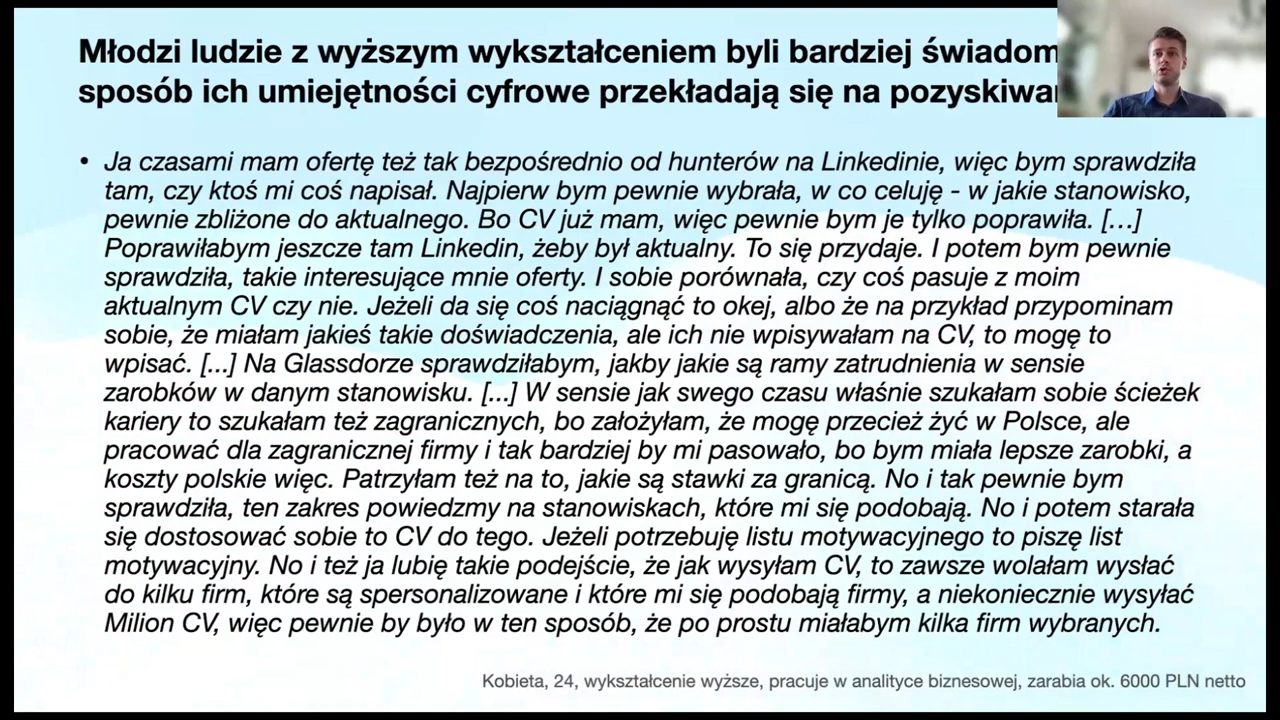 Młodzi ludzie z wyższym wykształceniem byli bardziej
sposób ich umiejętności cyfrowe przekładają się na
• Ja czasami mam ofertę też tak bezpośrednio od hunterów na Linkedinie, więc bym sprawdziła
tam, czy ktoś mi coś napisał. Najpierw bym pewnie wybrała, w co celuję - w jakie stanowisko,
pewnie zbliżone do aktualnego. Bo CV już mam, więc pewnie bym je tylko poprawiła. […]
Poprawiłabym jeszcze tam Linkedin, żeby był aktualny. To się przydaje. I potem bym pewnie
sprawdziła, takie interesujące mnie oferty. I sobie porównała, czy coś pasuje z moim
aktualnym CV czy nie. Jeżeli da się coś naciągnąć to okej, albo że na przykład przypominam
sobie, że miałam jakieś takie doświadczenia, ale ich nie wpisywałam na CV, to mogę to
wpisać. [...] Na Glassdorze sprawdziłabym, jakby jakie są ramy zatrudnienia w sensie
zarobków w danym stanowisku. [...] W sensie jak swego czasu właśnie szukałam sobie ścieżek
kariery to szukałam też zagranicznych, bo założyłam, że mogę przecież żyć w Polsce, ale
pracować dla zagranicznej firmy i tak bardziej by mi pasowało, bo bym miała lepsze zarobki, a
koszty polskie więc. Patrzyłam też na to, jakie są stawki za granicą. No i tak pewnie bym
sprawdziła, ten zakres powiedzmy na stanowiskach, które mi się podobają. No i potem starała
się dostosować sobie to CV do tego. Jeżeli potrzebuję listu motywacyjnego to piszę list
motywacyjny. No i też ja lubię takie podejście, że jak wysyłam CV, to zawsze wolałam wysłać
do kilku firm, które są spersonalizowane i które mi się podobają firmy, a niekoniecznie wysyłać
Milion CV, więc pewnie by było w ten sposób, że po prostu miałabym kilka firm wybranych.
Kobieta, 24, wykształcenie wyższe, pracuje w analityce biznesowej, zarabia ok. 6000 PLN netto